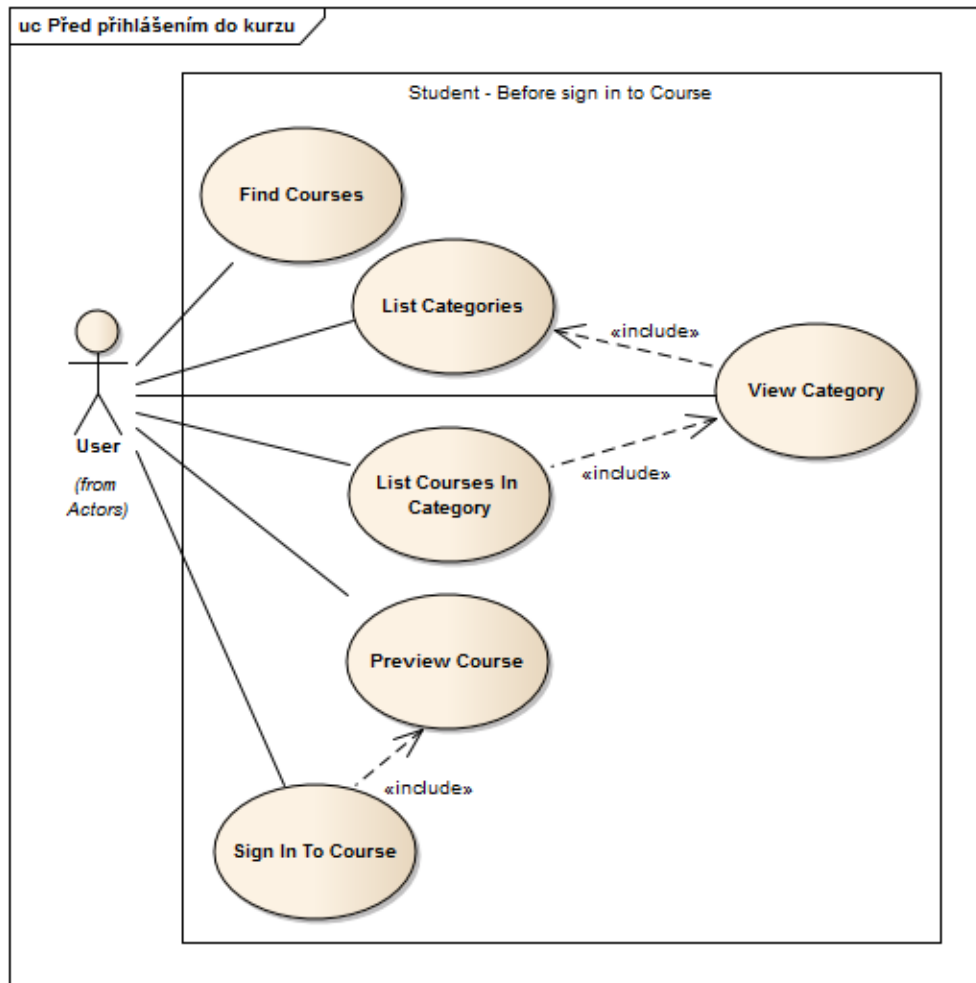 uc Před přihlášením do kurzu
Student - Before sign in to Course
Find Courses
List Categories
«include»
View Category
User
(from
Actors)
«include»
List Courses In
Category
Preview Course
«include»
Sign In To Course